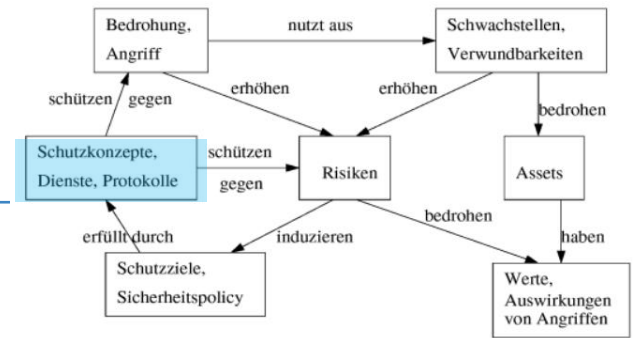 Bedrohung,
Angriff
nutzt aus
Schwachstellen,
Verwundbarkeiten
schützen gegen
erhöhen
erhöhen
bedrohen
Schutzkonzepte,
Dienste, Protokolle
schützen
gegen
Risiken
Assets
erfüllt durch
induzieren
bedrohen
haben
Schutzziele,
Sicherheitspolicy
Werte,
Auswirkungen
von Angriffen